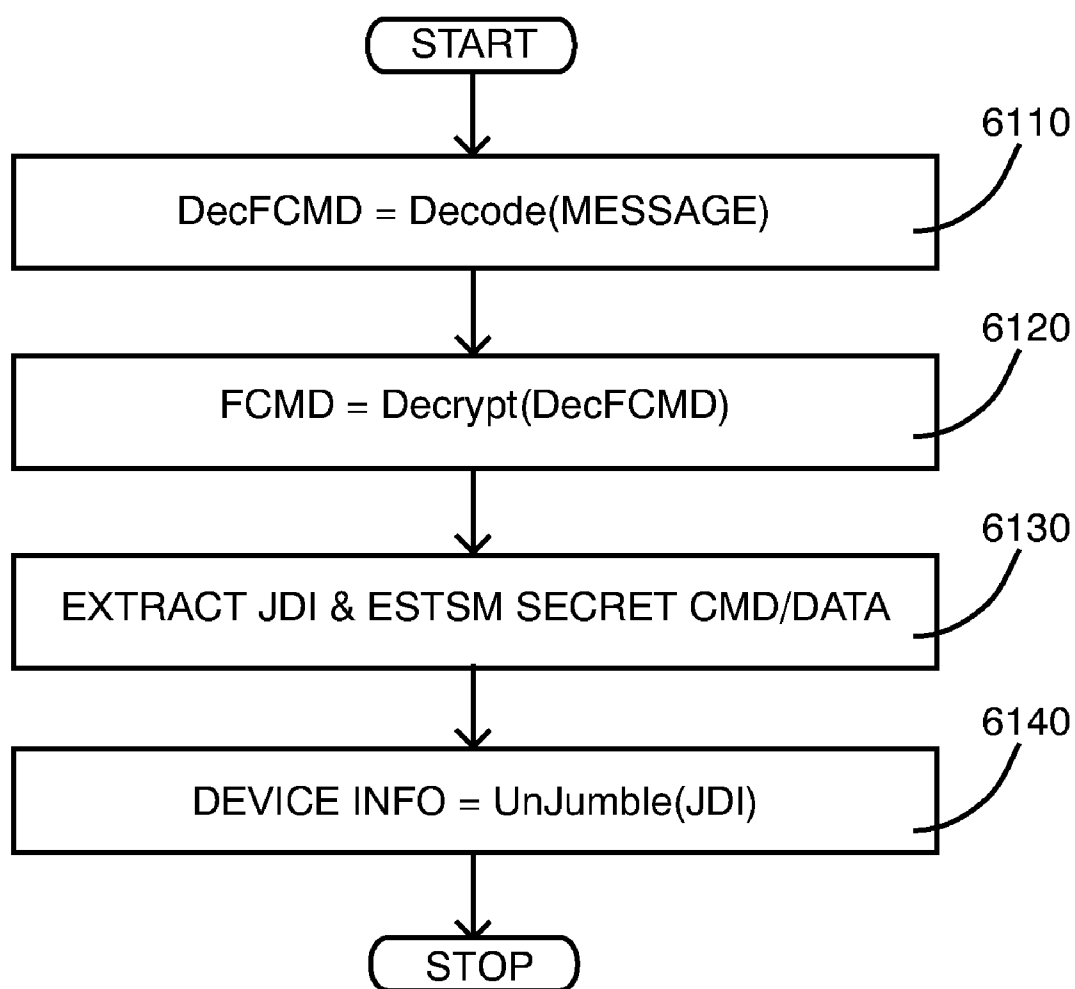 START
6110
DecFCMD = Decode(MESSAGE)
6120
FCMD = Decrypt(DecFCMD)
6130
EXTRACT JDI & ESTSM SECRET CMD/DATA
6140
DEVICE INFO = UnJumble(JDI)
STOP